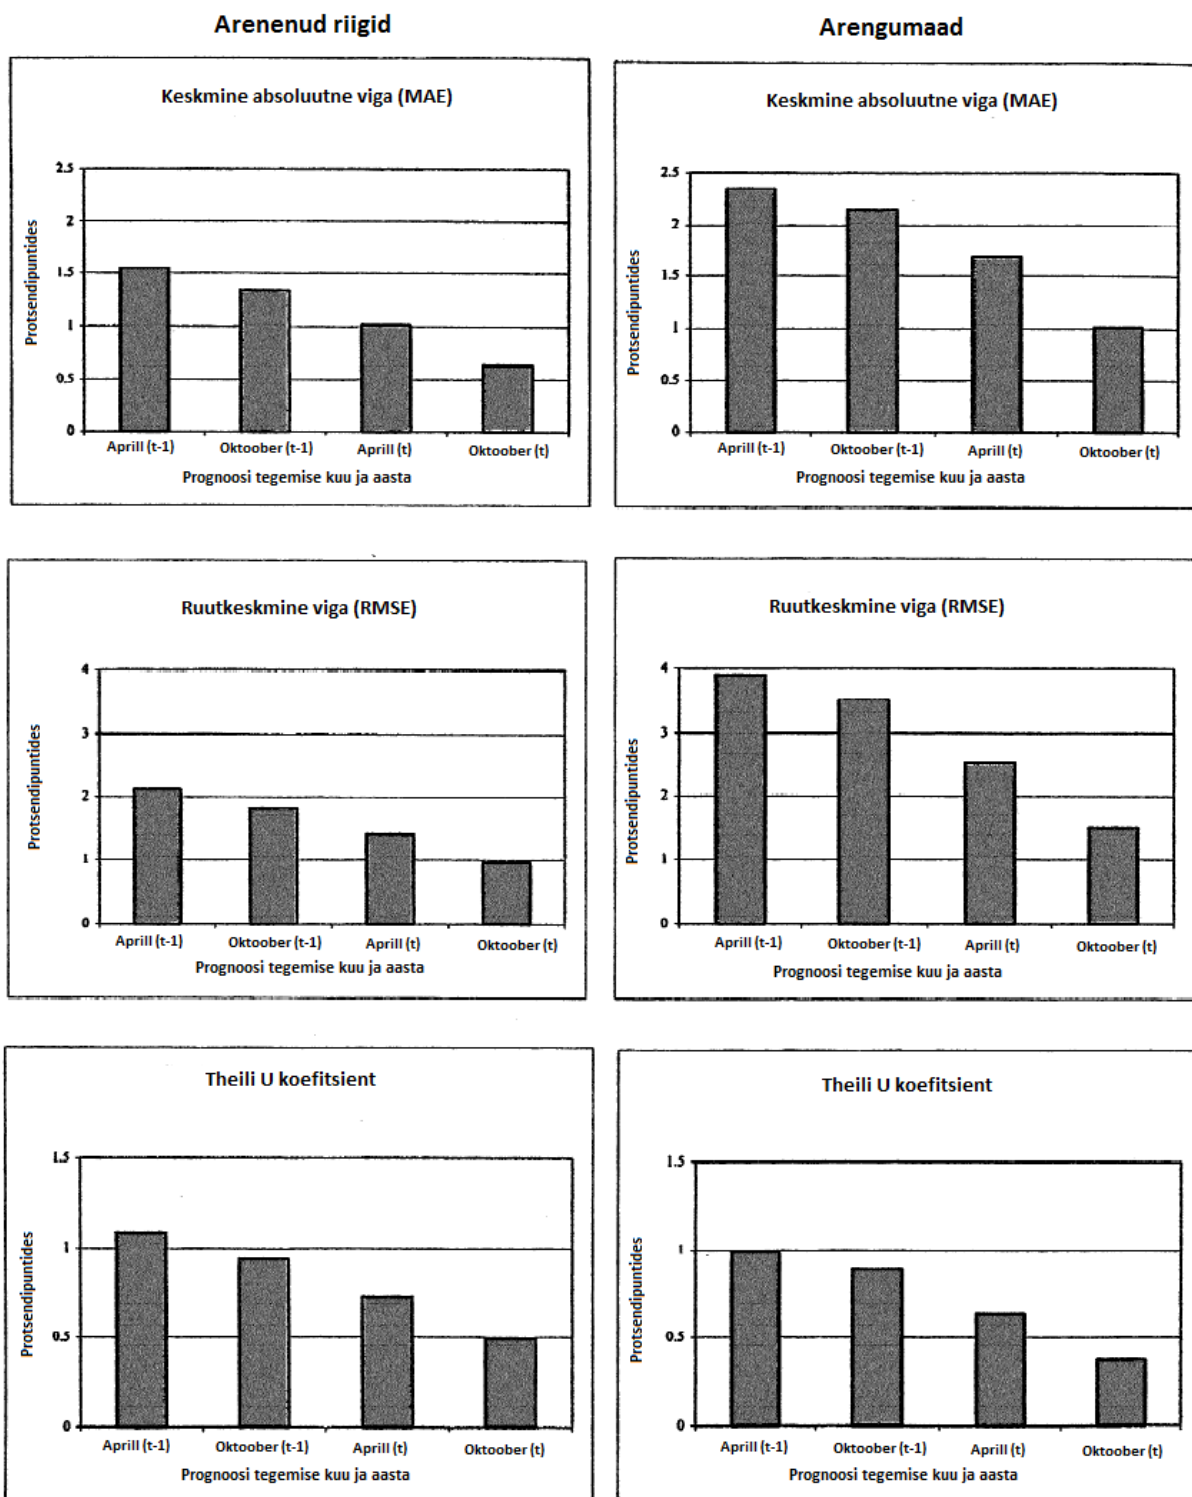 Arenenud riigid
Keskmine absoluutne viga (MAE)
Protsendipuntides
2.5
2
1.5
1
0.5
0
Aprill (t-1) Oktoober (t-1) Aprill (t) Oktoober (t)
Prognoosi tegemise kuu ja aasta
Arengumaad
Keskmine absoluutne viga (MAE)
Protsendipuntides
2.5
2
1.5
1
0.5
0
Aprill (t-1) Oktoober (t-1) Aprill (t) Oktoober (t)
Prognoosi tegemise kuu ja aasta
Ruutkeskmine viga (RMSE)
Protsendipuntides
4
3
2
1
0
Aprill (t-1) Oktoober (t-1) Aprill (t) Oktoober (t)
Prognoosi tegemise kuu ja aasta
Ruutkeskmine viga (RMSE)
Protsendipuntides
4
3
2
1
0
Aprill (t-1) Oktoober (t-1) Aprill (t) Oktoober (t)
Prognoosi tegemise kuu ja aasta
Theili U koefitsient
Protsendipuntides
1.5
1
0.5
0
Aprill (t-1) Oktoober (t-1) Aprill (t) Oktoober (t)
Prognoosi tegemise kuu ja aasta
Theili U koefitsient
Protsendipuntides
1.5
1
0.5
0
Aprill (t-1) Oktoober (t-1) Aprill (t) Oktoober (t)
Prognoosi tegemise kuu ja aasta